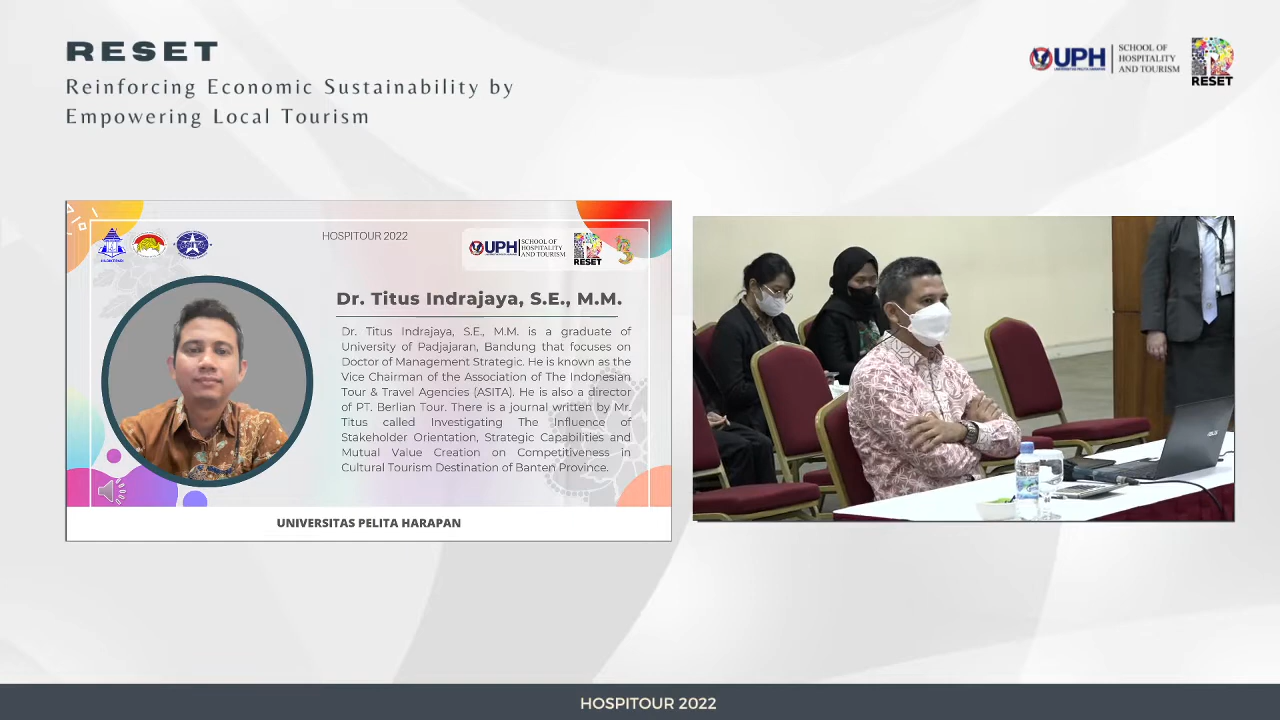 RESET
Reinforcing Economic Sustainability by
Empowering Local Tourism
UPH
UNIVERSITAS PELITA HARAPAN
SCHOOL OF
HOSPITALITY
AND TOURISM
RESET
HOSPITOUR 2022
ASITA
UPH
SCHOOL OF
HOSPITALITY
AND TOURISM
RESET
Dr. Titus Indrajaya, S.E., M.M.
Dr. Titus Indrajaya, S.E., M.M. is a graduate of
University of Padjajaran, Bandung that focuses on
Doctor of Management Strategic. He is known as the
Vice Chairman of the Association of The Indonesian
Tour & Travel Agencies (ASITA). He is also a director
of PT. Berlian Tour. There is a journal written by Mr.
Titus called Investigating The Influence of
Stakeholder Orientation, Strategic Capabilities and
Mutual Value Creation on Competitiveness in
Cultural Tourism Destination of Banten Province.
UNIVERSITAS PELITA HARAPAN
ASUS
HOSPITOUR 2022